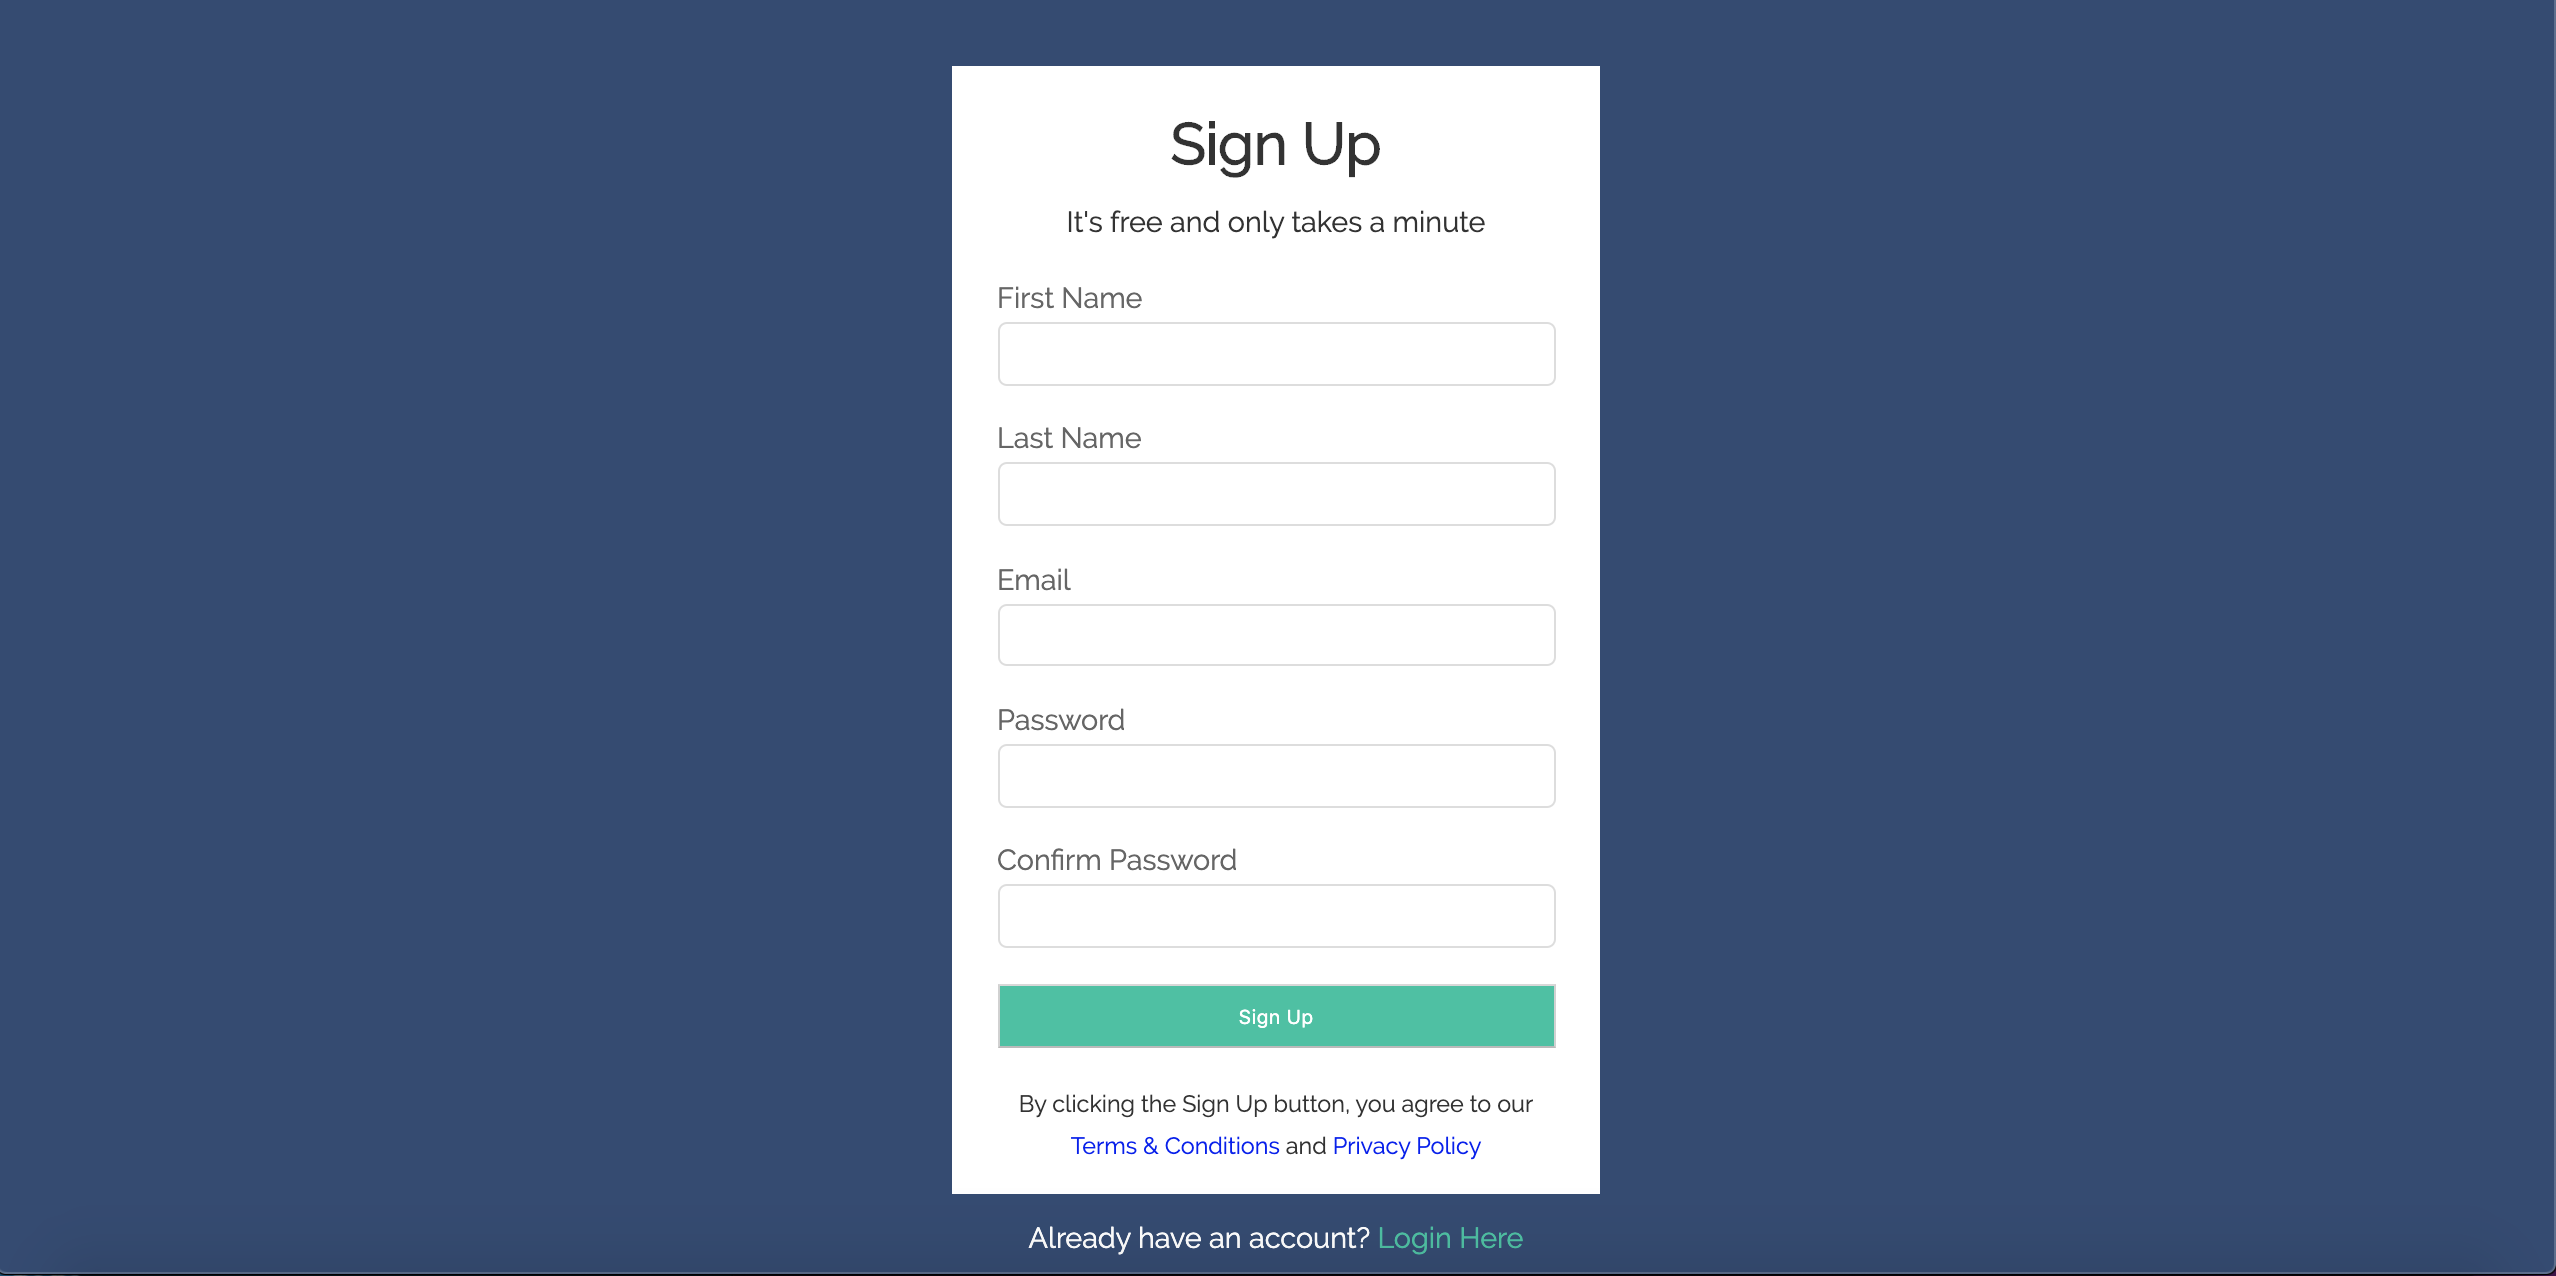 Sign Up
It's free and only takes a minute
First Name
Last Name
Email
Password
Confirm Password
Sign Up
By clicking the Sign Up button, you agree to our
Terms & Conditions and Privacy Policy
Already have an account? Login Here